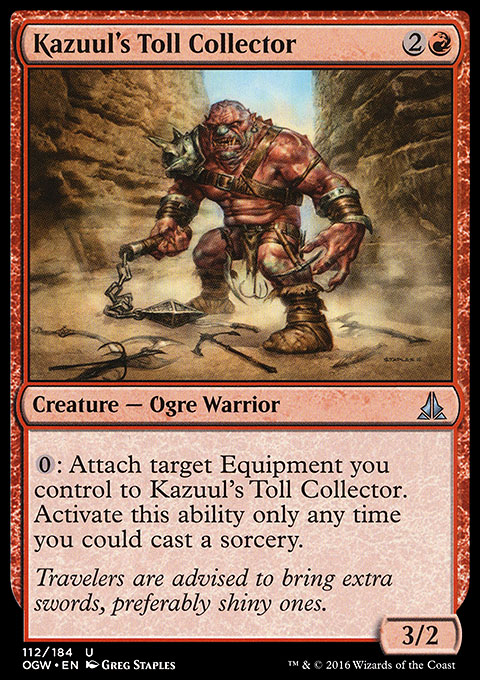 Kazuul's Toll Collector 2
Creature — Ogre Warrior
0: Attach target Equipment you
control to Kazuul's Toll Collector.
Activate this ability only any time
you could cast a sorcery.
Travelers are advised to bring extra
swords, preferably shiny ones.
3/2
112/184 U
OGW • EN Greg Staples
™ & © 2016 Wizards of the Coast